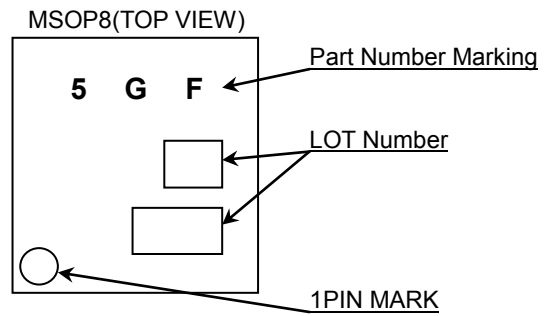 MSOP8(TOP VIEW)
Part Number Marking
5 G F
LOT Number
1PIN MARK